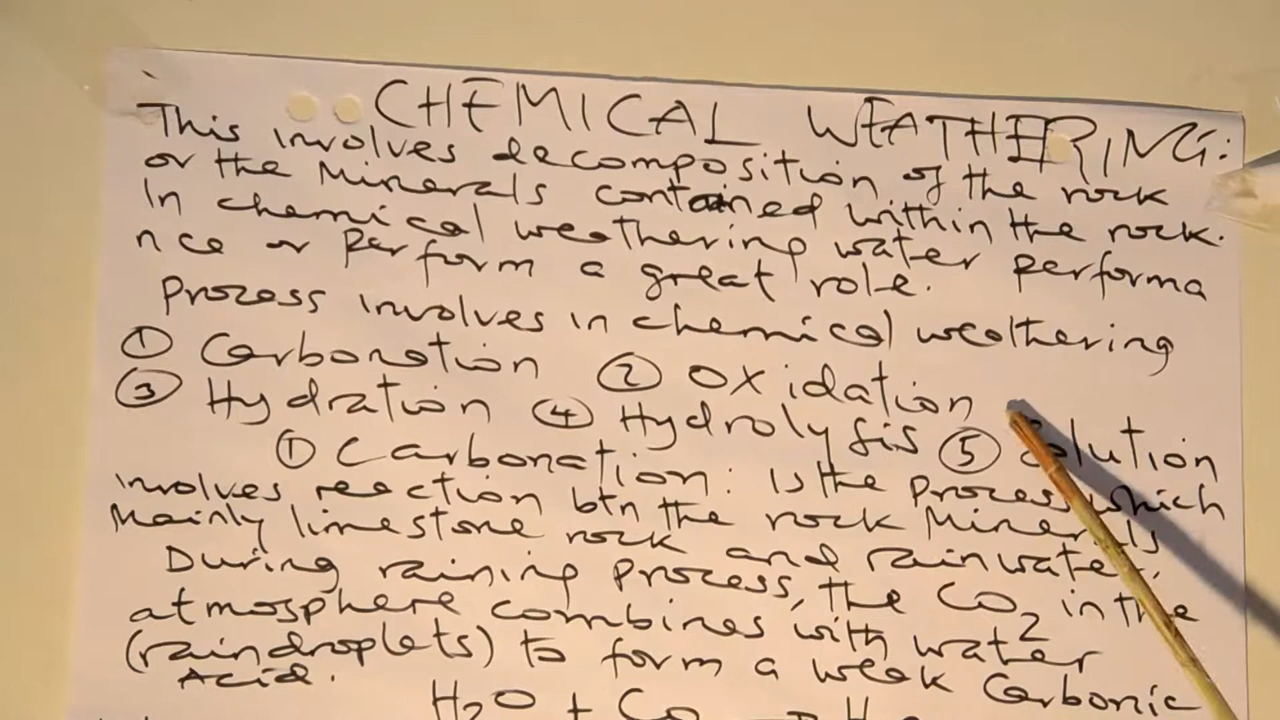 CHEMICAL WEATHERING:
This involves decomposition of the rock
or the Minerals contained within the rock.
In chemical weathering water performa
nce or perform a great role.
Process involves in chemical weathering
① Carbonation ② Oxidation
③ Hydration ④ Hydrolysis ⑤ Solution
① Carbonation: Is the process which
involves reaction btn the rock Minerals
Mainly limestone rock and rainwater.
During raining process, the CO2 in the
atmosphere combines with water
(raindroplets) to form a weak Carbonic
Acid.
H2O + CO